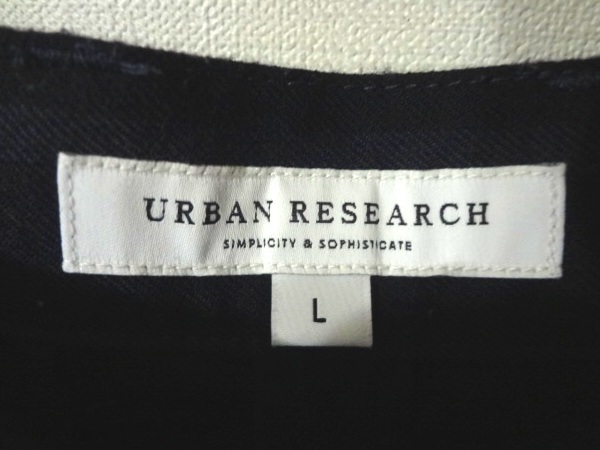 URBAN RESEARCH
SIMPLICITY & SOPHISTICATE
L